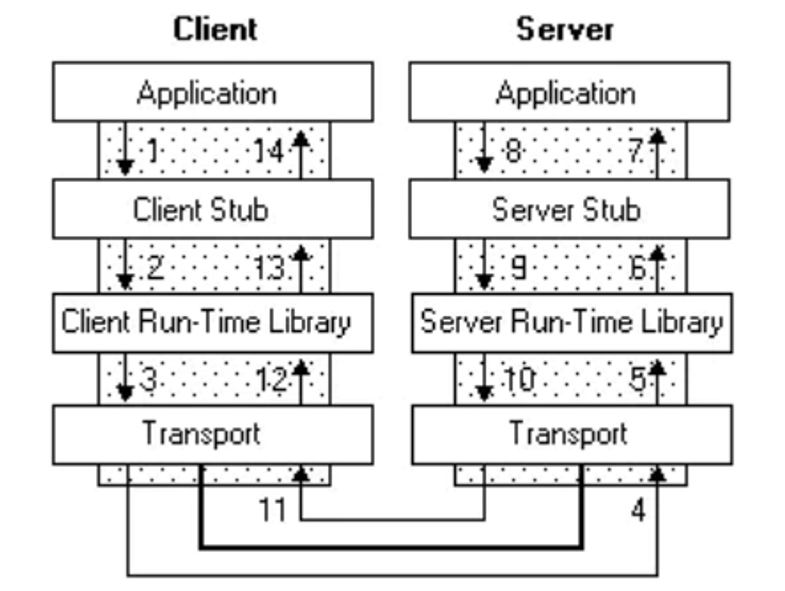 Client Server
Application Application
1 14 8 7
Client Stub Server Stub
2 13 9 6
Client Run-Time Library Server Run-Time Library
3 12 10 5
Transport Transport
11 4